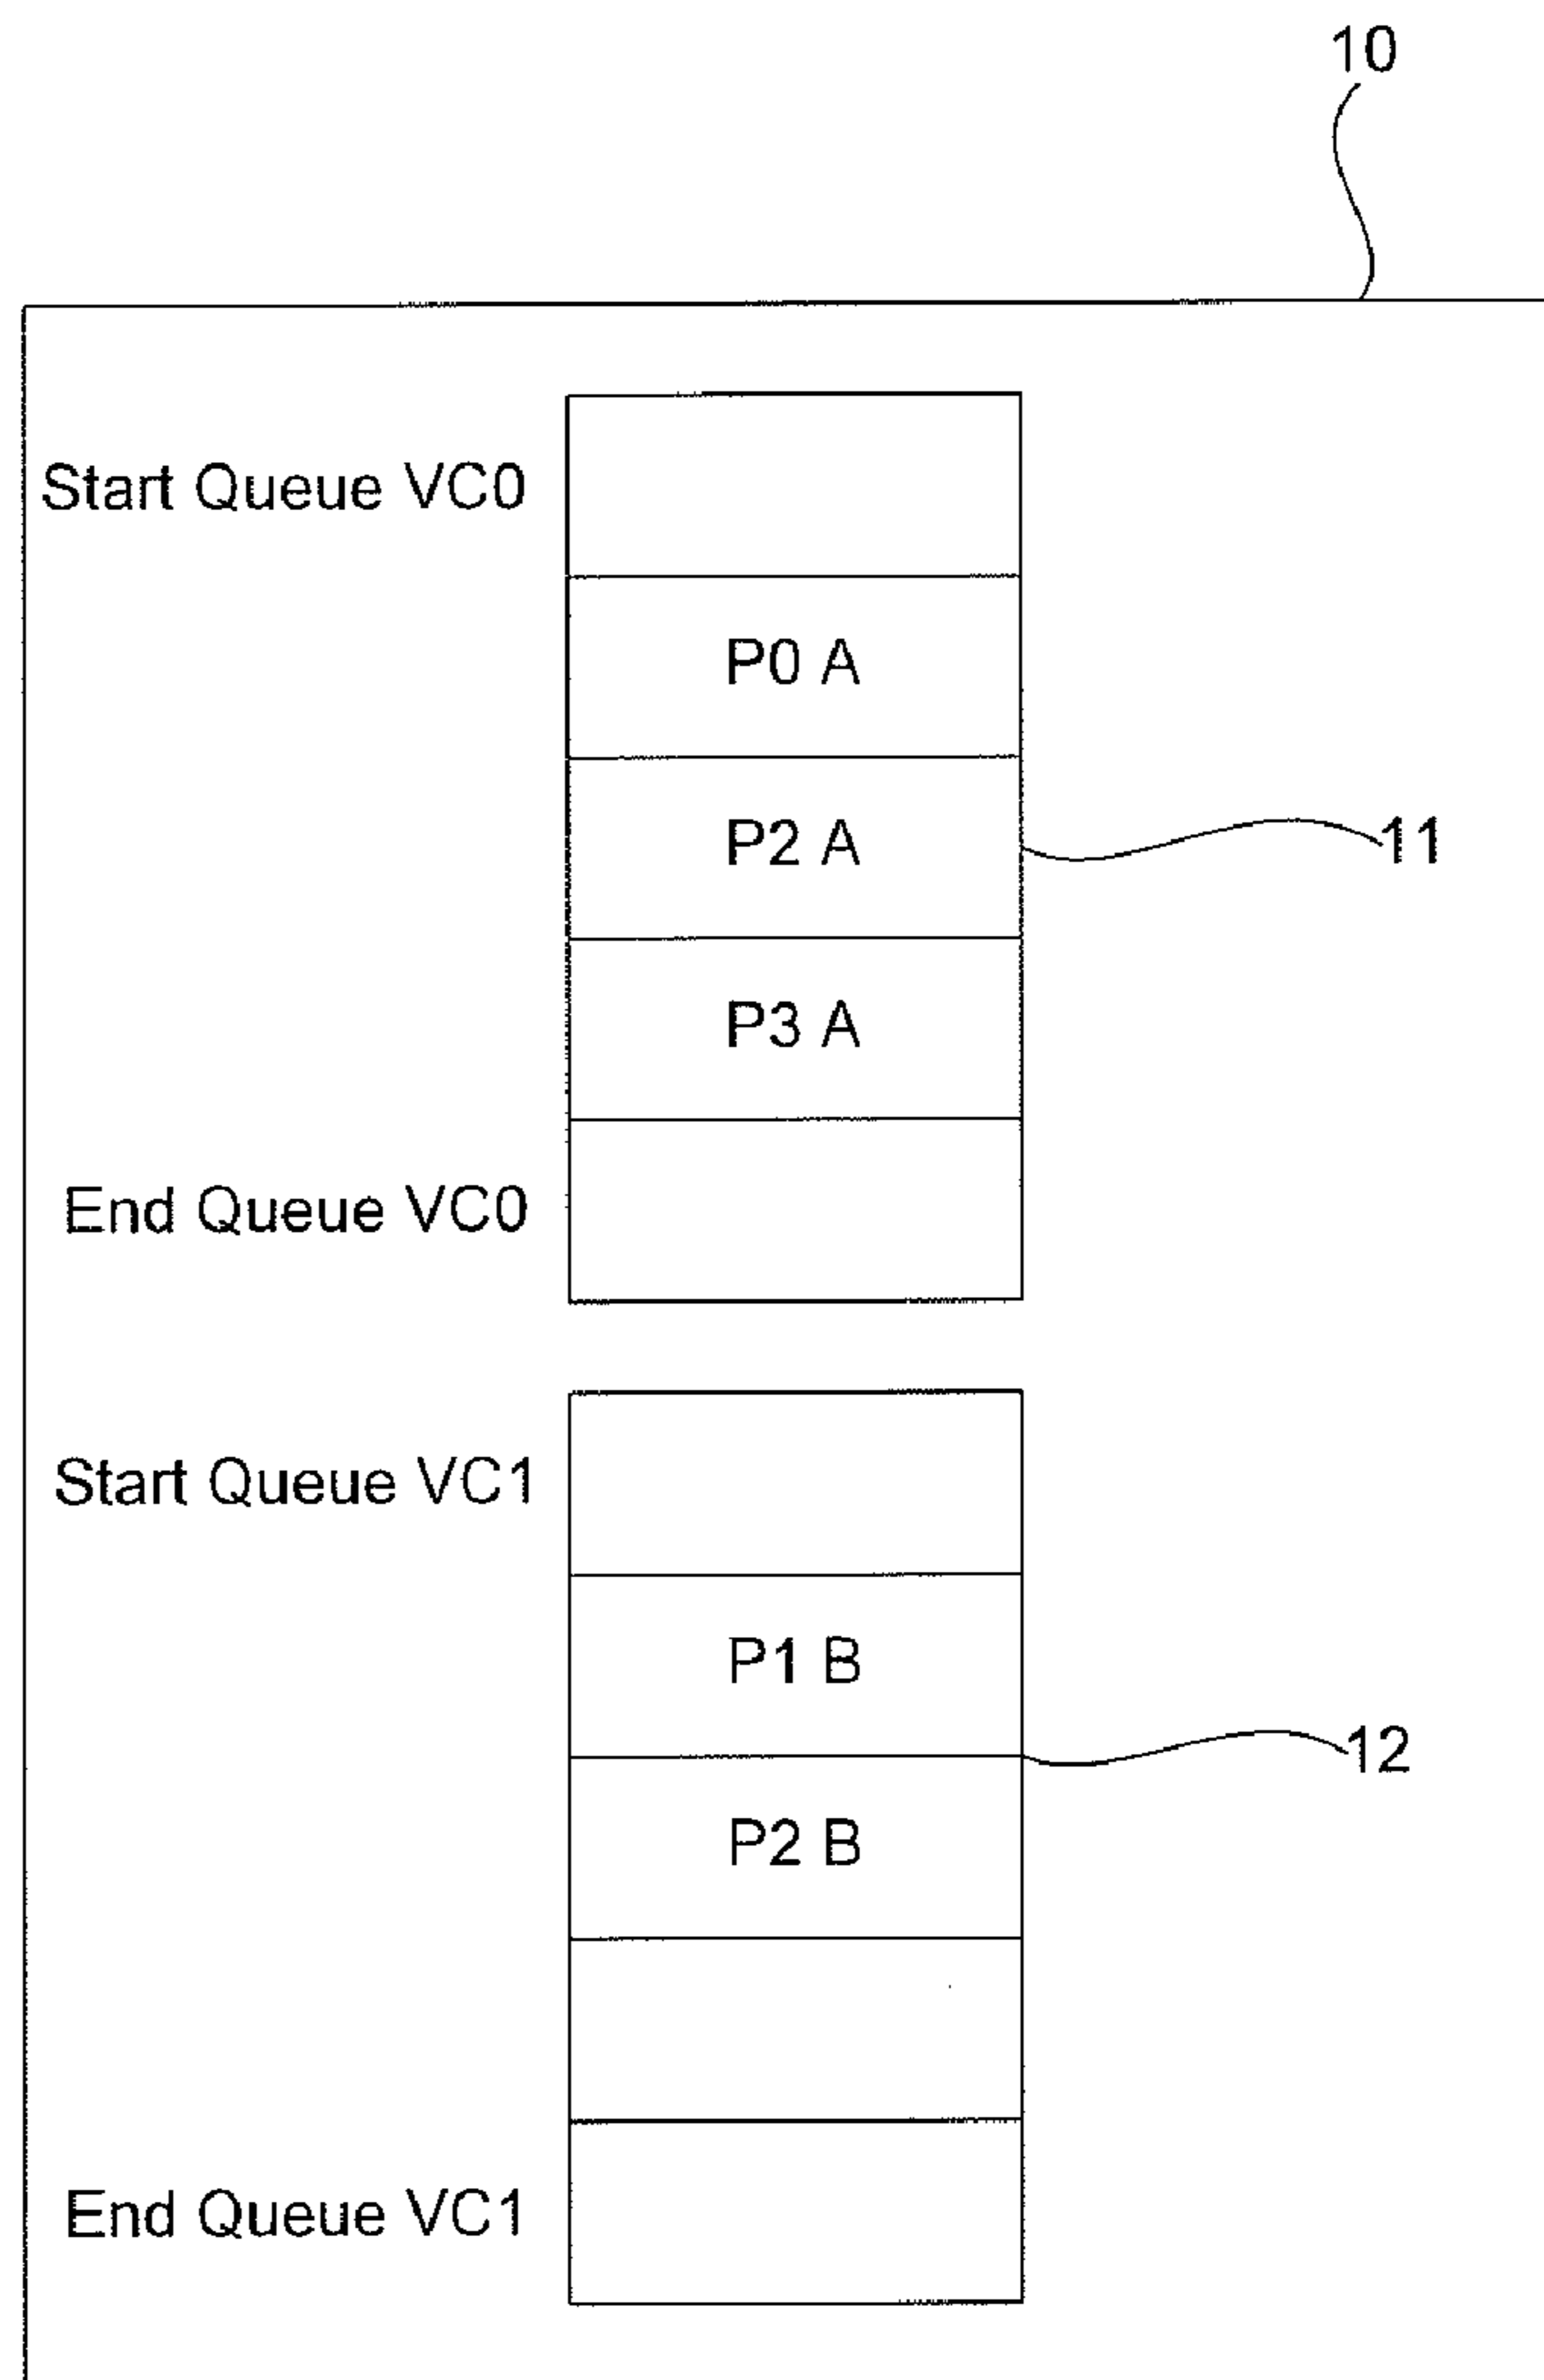 10
Start Queue VC0
P0 A
P2 A
11
P3 A
End Queue VC0
Start Queue VC1
P1 B
12
P2 B
End Queue VC1